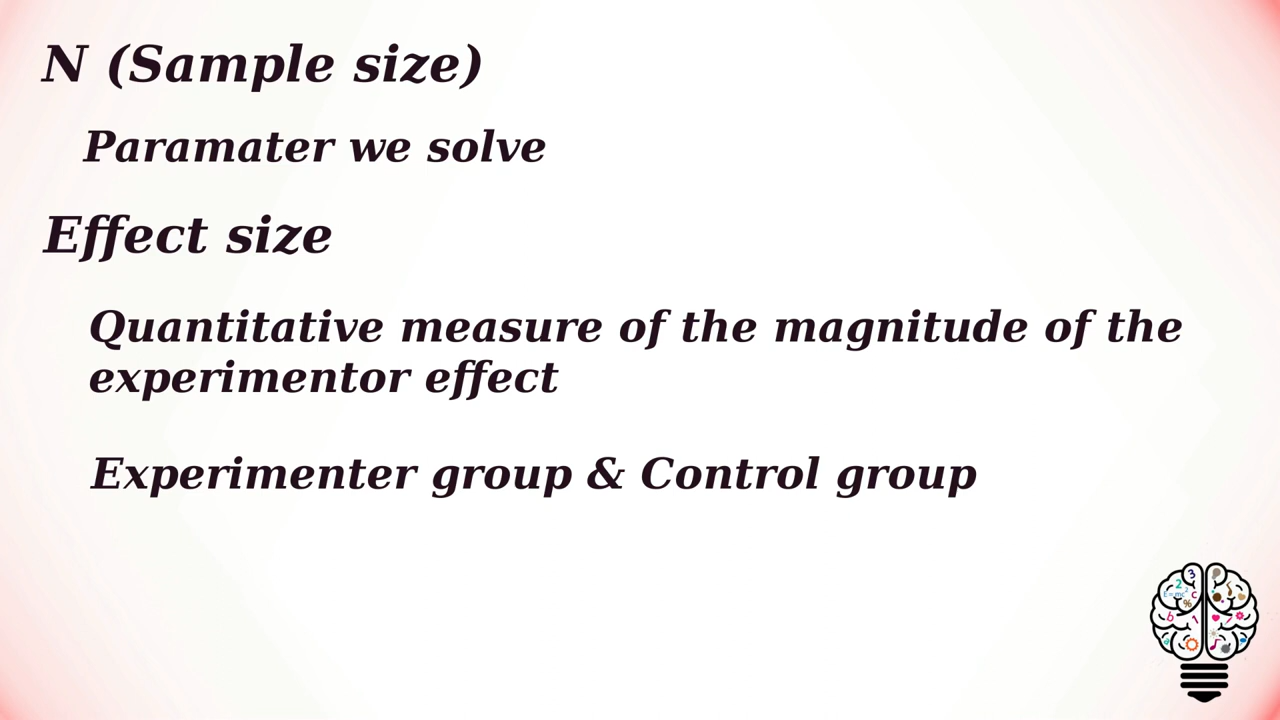 N (Sample size)
Paramater we solve
Effect size
Quantitative measure of the magnitude of the
experimentor effect
Experimenter group & Control group